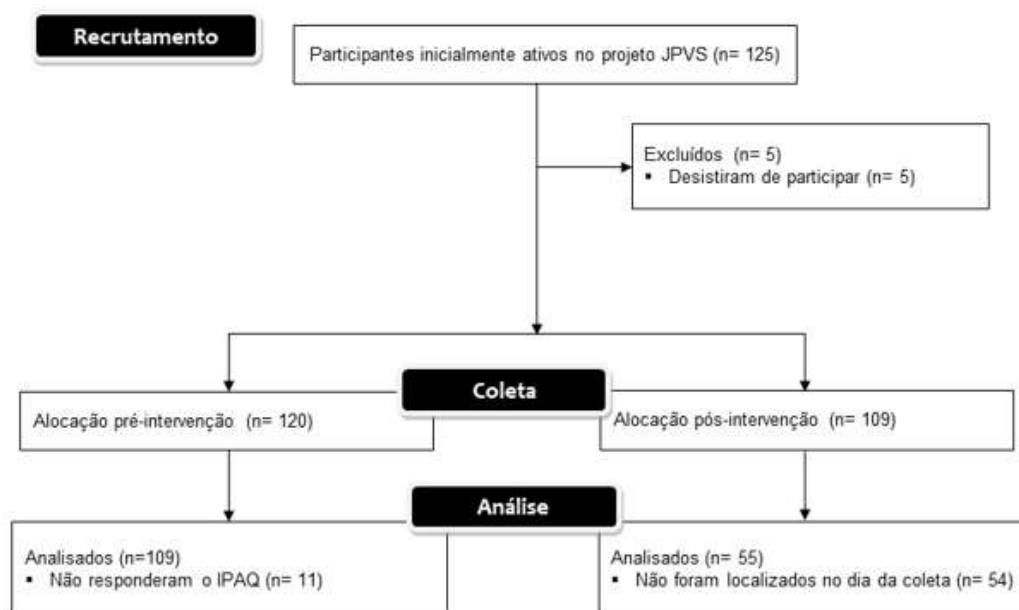 Recrutamento
Participantes inicialmente ativos no projeto JPVS (n= 125)
Excluídos (n= 5)
▪ Desistiram de participar (n= 5)
Coleta
Alocação pré-intervenção (n= 120)
Alocação pós-intervenção (n= 109)
Análise
Analisados (n=109)
▪ Não responderam o IPAQ (n= 11)
Analisados (n= 55)
▪ Não foram localizados no dia da coleta (n= 54)